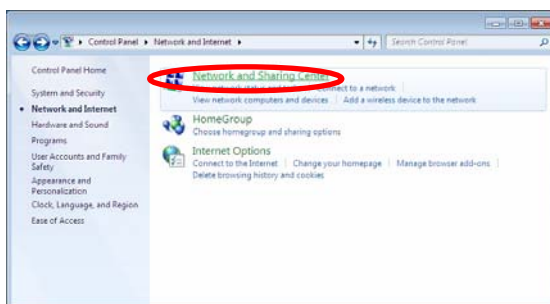 Control Panel ▸ Network and Internet ▸
Search Control Panel
Control Panel Home
System and Security
Network and Internet
Hardware and Sound
Programs
User Accounts and Family
Safety
Appearance and
Personalization
Clock, Language, and Region
Ease of Access
Network and Sharing Center
Connect to a network
View network computers and devices | Add a wireless device to the network
HomeGroup
Choose homegroup and sharing options
Internet Options
Connect to the Internet | Change your homepage | Manage browser add-ons
Delete browsing history and cookies